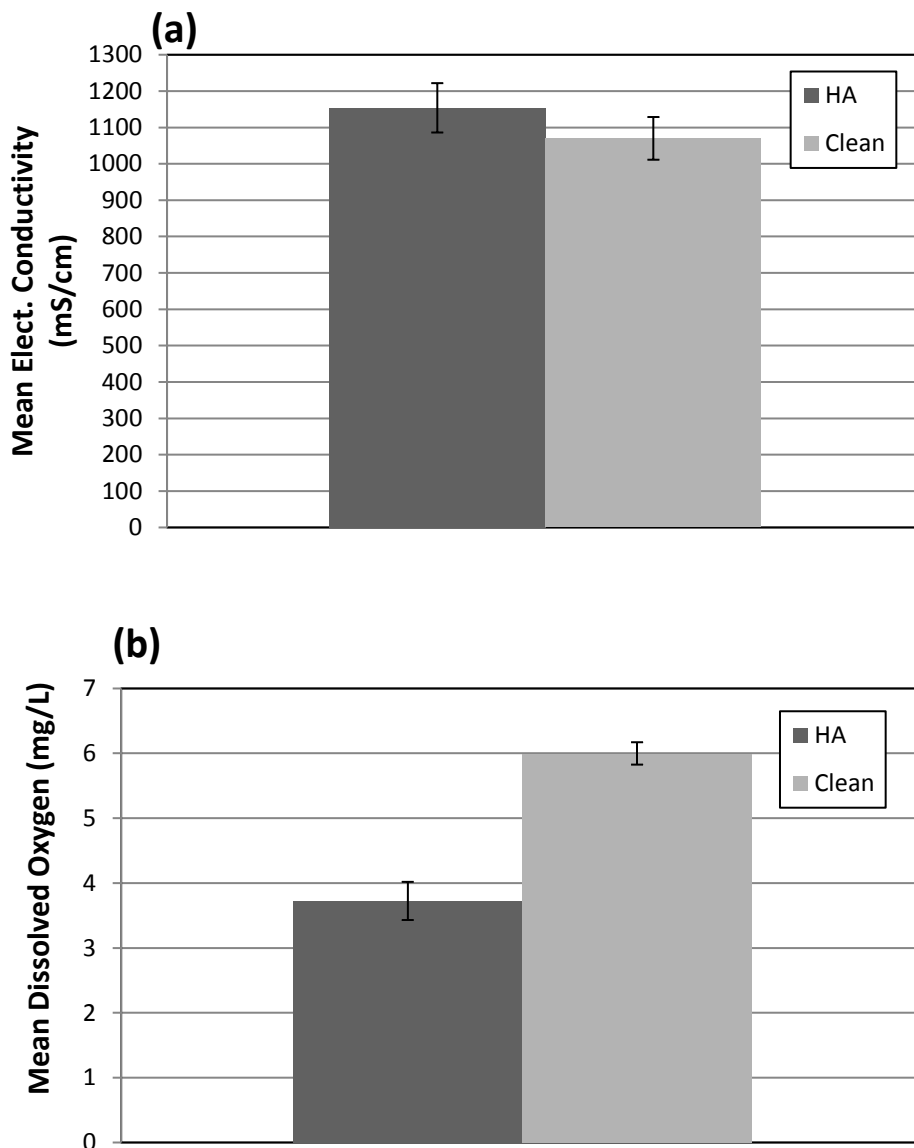 (a)
Mean Elect. Conductivity
(mS/cm)
1300
1200
1100
1000
900
800
700
600
500
400
300
200
100
0
HA
Clean
(b)
Mean Dissolved Oxygen (mg/L)
7
6
5
4
3
2
1
0
HA
Clean